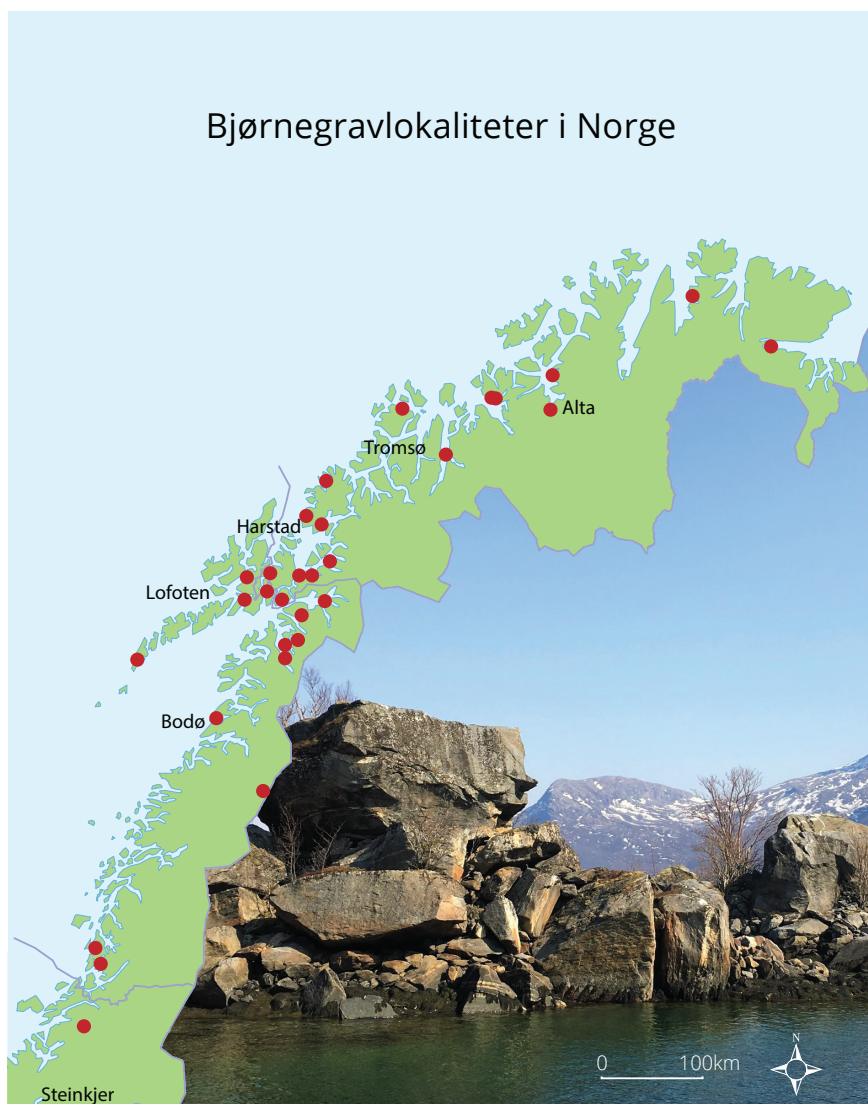 Bjørnegravlokaliteter i Norge
Alta
Tromsø
Harstad
Lofoten
Bodø
N
0 100km
Steinkjer